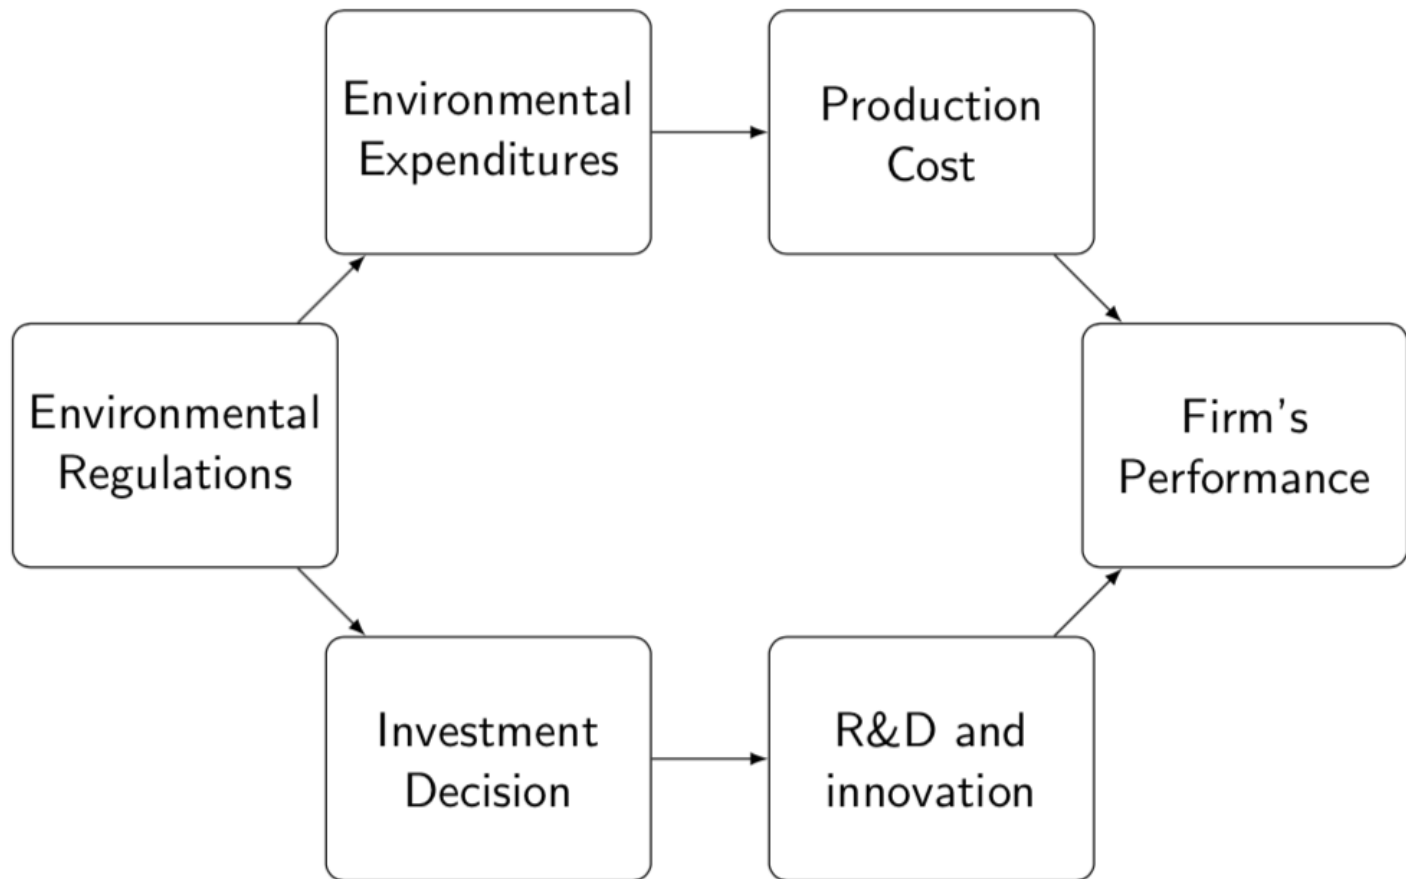 Environmental
Expenditures
Production
Cost
Environmental
Regulations
Firm's
Performance
Investment
Decision
R&D and
innovation